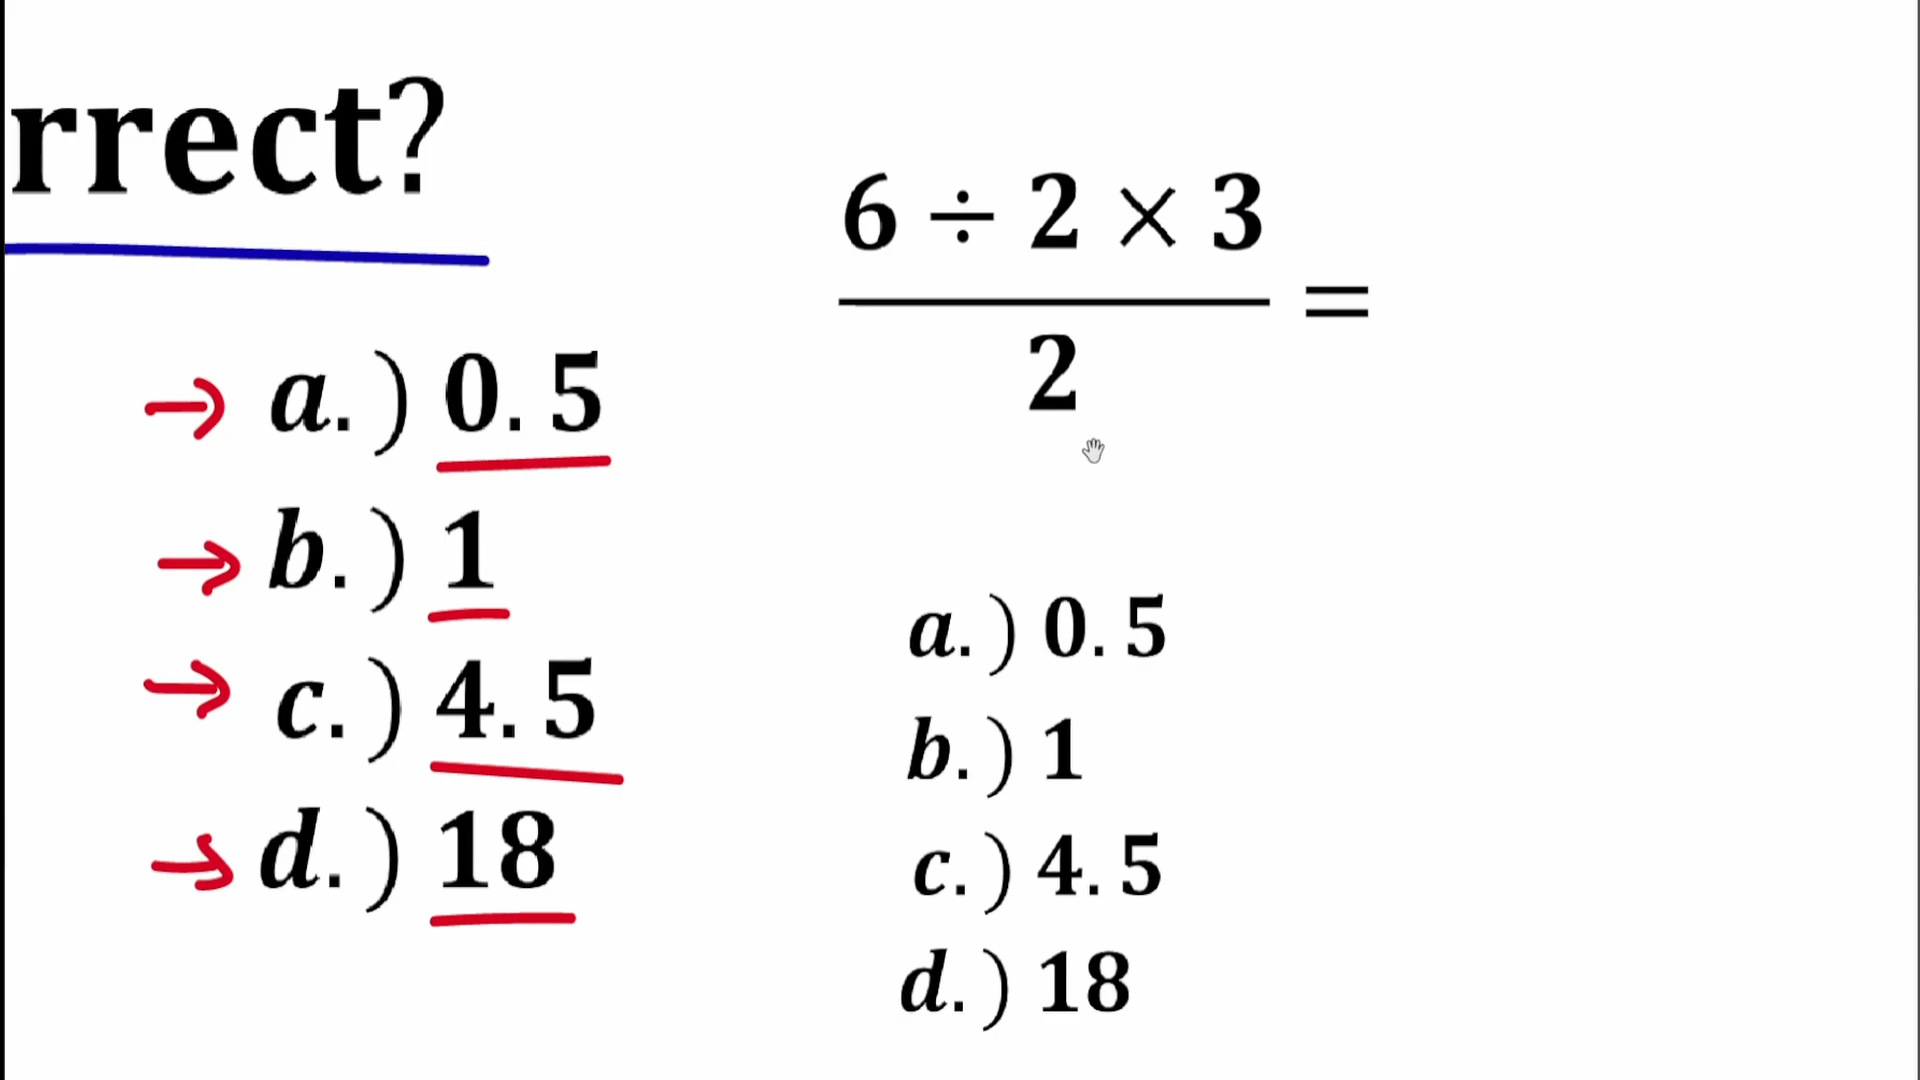 rrect?
a.) 0.5
b.) 1
c.) 4.5
d.) 18
6 ÷ 2 × 3
=
2
a.) 0.5
b.) 1
c.) 4.5
d.) 18